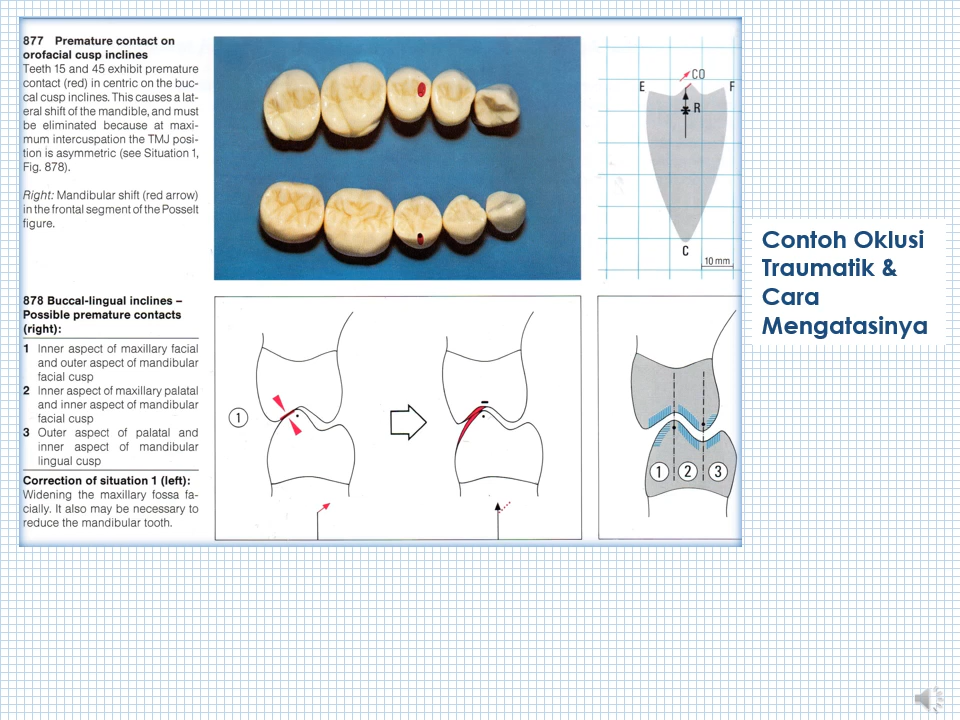 877 Premature contact on
orofacial cusp inclines
Teeth 15 and 45 exhibit premature
contact (red) in centric on the buc-
cal cusp inclines. This causes a lat-
eral shift of the mandible, and must
be eliminated because at maxi-
mum intercuspation the TMJ posi-
tion is asymmetric (see Situation 1,
Fig. 878).
Right: Mandibular shift (red arrow)
in the frontal segment of the Posselt
figure.
CO
E
F
R
C
10 mm
878 Buccal-lingual inclines –
Possible premature contacts
(right):
1 Inner aspect of maxillary facial
and outer aspect of mandibular
facial cusp
2 Inner aspect of maxillary palatal
and inner aspect of mandibular
facial cusp
3 Outer aspect of palatal and
inner aspect of mandibular
lingual cusp
Correction of situation 1 (left):
Widening the maxillary fossa fa-
cially. It also may be necessary to
reduce the mandibular tooth.
1
1 2 3
Contoh Oklusi
Traumatik &
Cara
Mengatasinya